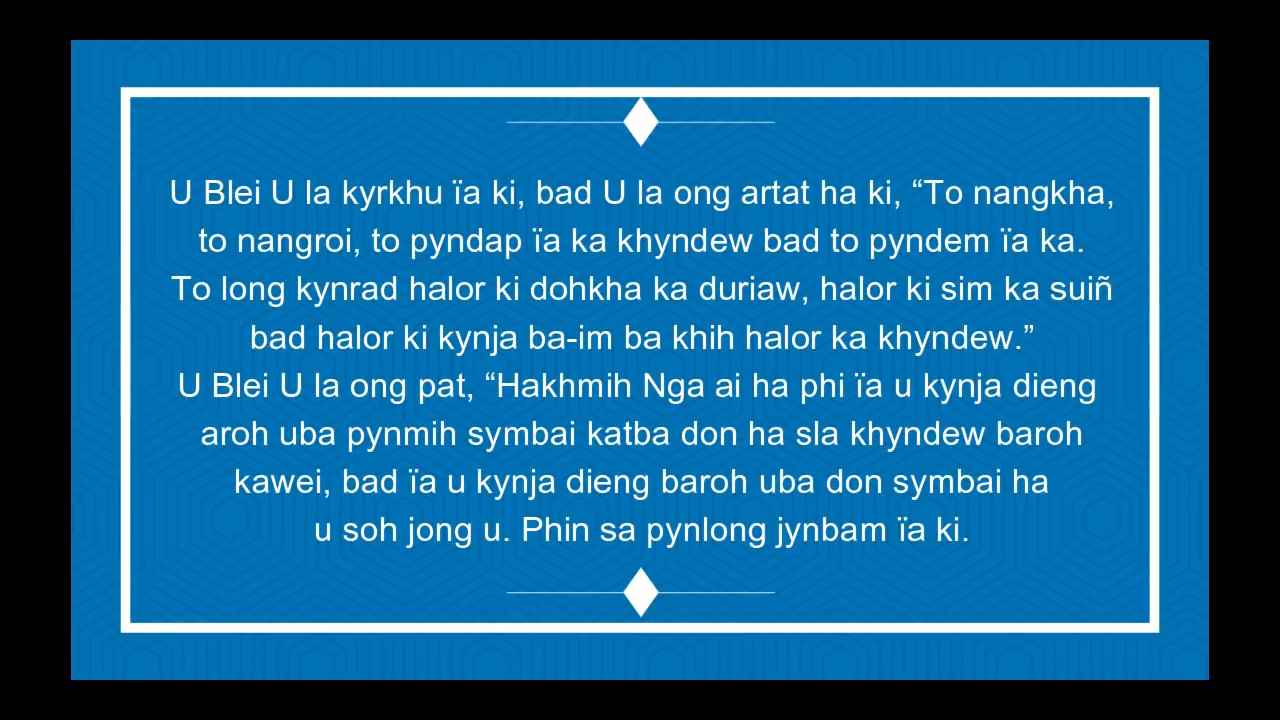 U Blei U la kyrkhu ïa ki, bad U la ong artat ha ki, “To nangkha,
to nangroi, to pyndap ïa ka khyndew bad to pyndem ïa ka.
To long kynrad halor ki dohkha ka duriaw, halor ki sim ka suiñ
bad halor ki kynja ba-im ba khih halor ka khyndew.”
U Blei U la ong pat, “Hakhmih Nga ai ha phi ïa u kynja dieng
aroh uba pynmih symbai katba don ha sla khyndew baroh
kawei, bad ïa u kynja dieng baroh uba don symbai ha
u soh jong u. Phin sa pynlong jynbam ïa ki.